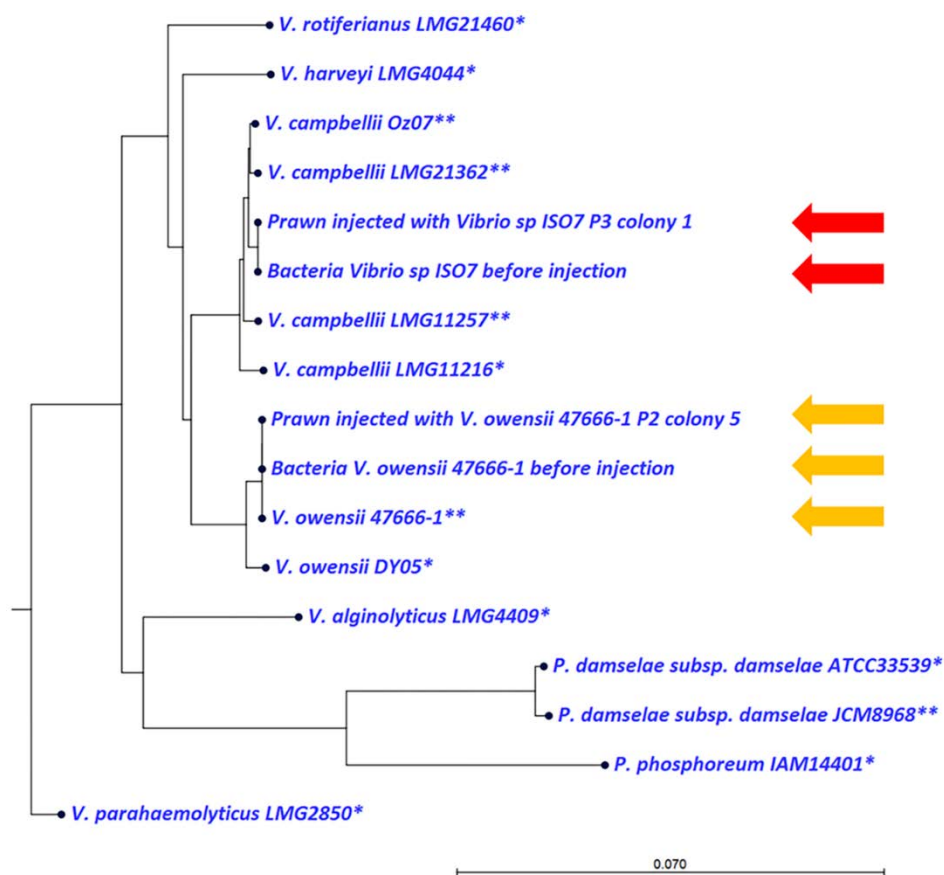 V. rotiferianus LMG21460*
V. harveyi LMG4044*
V. campbellii Oz07**
V. campbellii LMG21362**
Prawn injected with Vibrio sp ISO7 P3 colony 1
Bacteria Vibrio sp ISO7 before injection
V. campbellii LMG11257**
V. campbellii LMG11216*
Prawn injected with V. owensii 47666-1 P2 colony 5
Bacteria V. owensii 47666-1 before injection
V. owensii 47666-1**
V. owensii DY05*
V. alginolyticus LMG4409*
P. damselae subsp. damselae ATCC33539*
P. damselae subsp. damselae JCM8968**
P. phosphoreum IAM14401*
V. parahaemolyticus LMG2850*
0.070